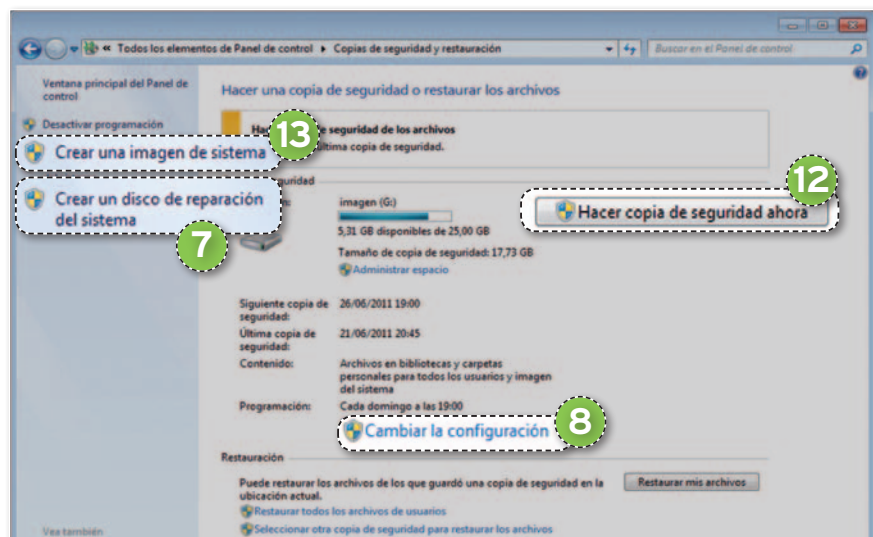 « Todos los elementos de Panel de control ▸ Copias de seguridad y restauración
Buscar en el Panel de control
Ventana principal del Panel de
control
Desactivar programación
Crear una imagen de sistema
13
Crear un disco de reparación
del sistema
7
Hacer una copia de seguridad o restaurar los archivos
seguridad de los archivos
copia de seguridad.
12
Hacer copia de seguridad ahora
imagen (G:)
5,31 GB disponibles de 25,00 GB
Tamaño de copia de seguridad: 17,73 GB
Administrar espacio
Siguiente copia de 26/06/2011 19:00
seguridad:
Última copia de 21/06/2011 20:45
seguridad:
Contenido: Archivos en bibliotecas y carpetas
personales para todos los usuarios y imagen
del sistema
Programación: Cada domingo a las 19:00
Cambiar la configuración
8
Restauración
Puede restaurar los archivos de los que guardó una copia de seguridad en la
ubicación actual.
Restaurar mis archivos
Restaurar todos los archivos de usuarios
Seleccionar otra copia de seguridad para restaurar los archivos
Vea también